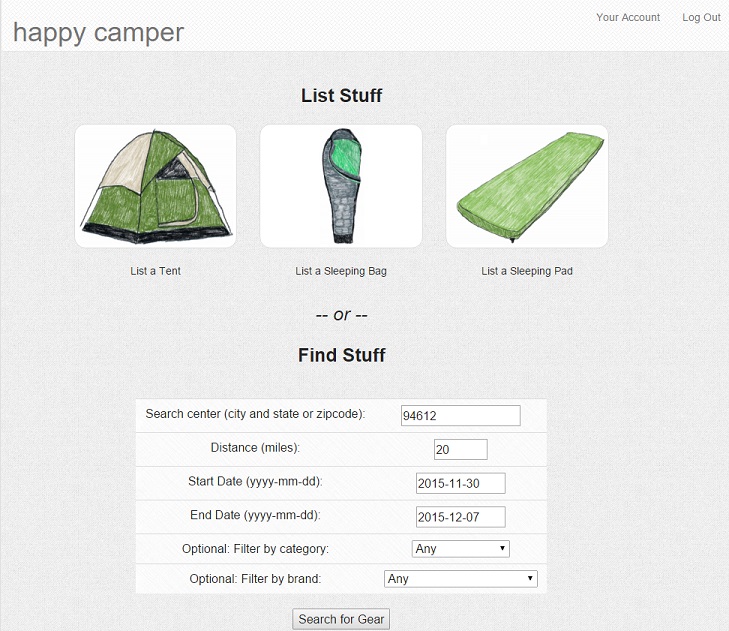 Your Account Log Out
happy camper
List Stuff
List a Tent List a Sleeping Bag List a Sleeping Pad
-- or --
Find Stuff
Search center (city and state or zipcode): 94612
Distance (miles): 20
Start Date (yyyy-mm-dd): 2015-11-30
End Date (yyyy-mm-dd): 2015-12-07
Optional: Filter by category: Any
Optional: Filter by brand: Any
Search for Gear